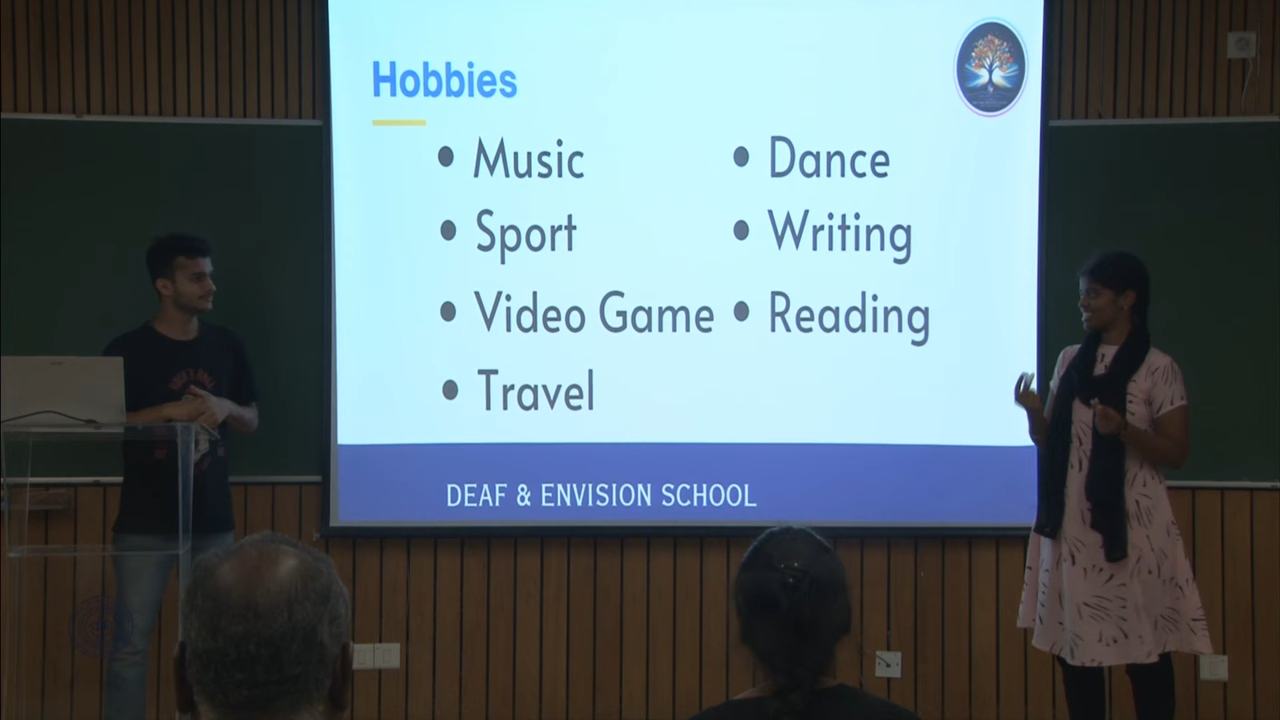 Hobbies
• Music
• Sport
• Video Game
• Travel
• Dance
• Writing
• Reading
DEAF & ENVISION SCHOOL